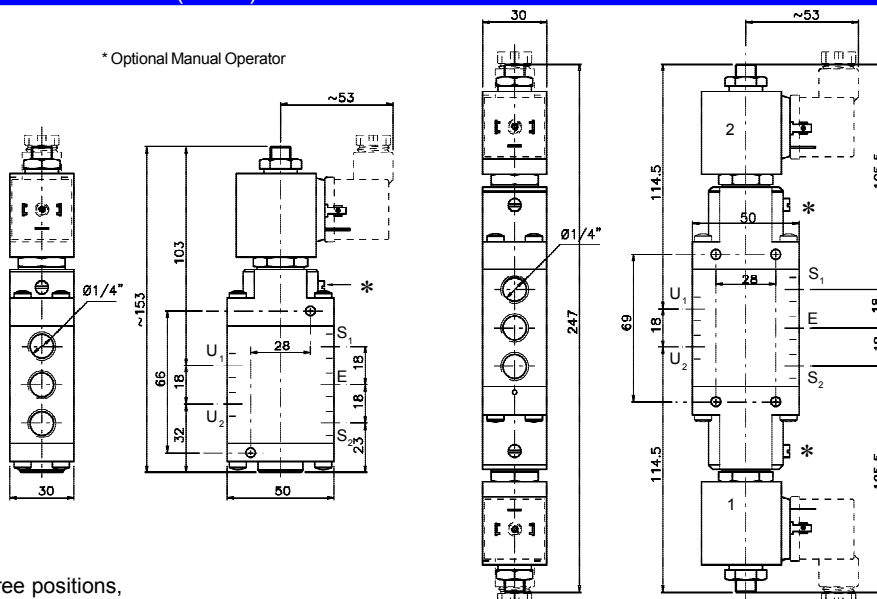 * Optional Manual Operator
~53
Ø1/4"
30
~153
103
66
18
32
U1
U2
28
S1
E
S2
18
18
23
50
*
30
Ø1/4"
247
~53
2
114.5
50
*
28
69
18
U1
U2
S1
E
S2
18
114.5
*
1
ree positions,